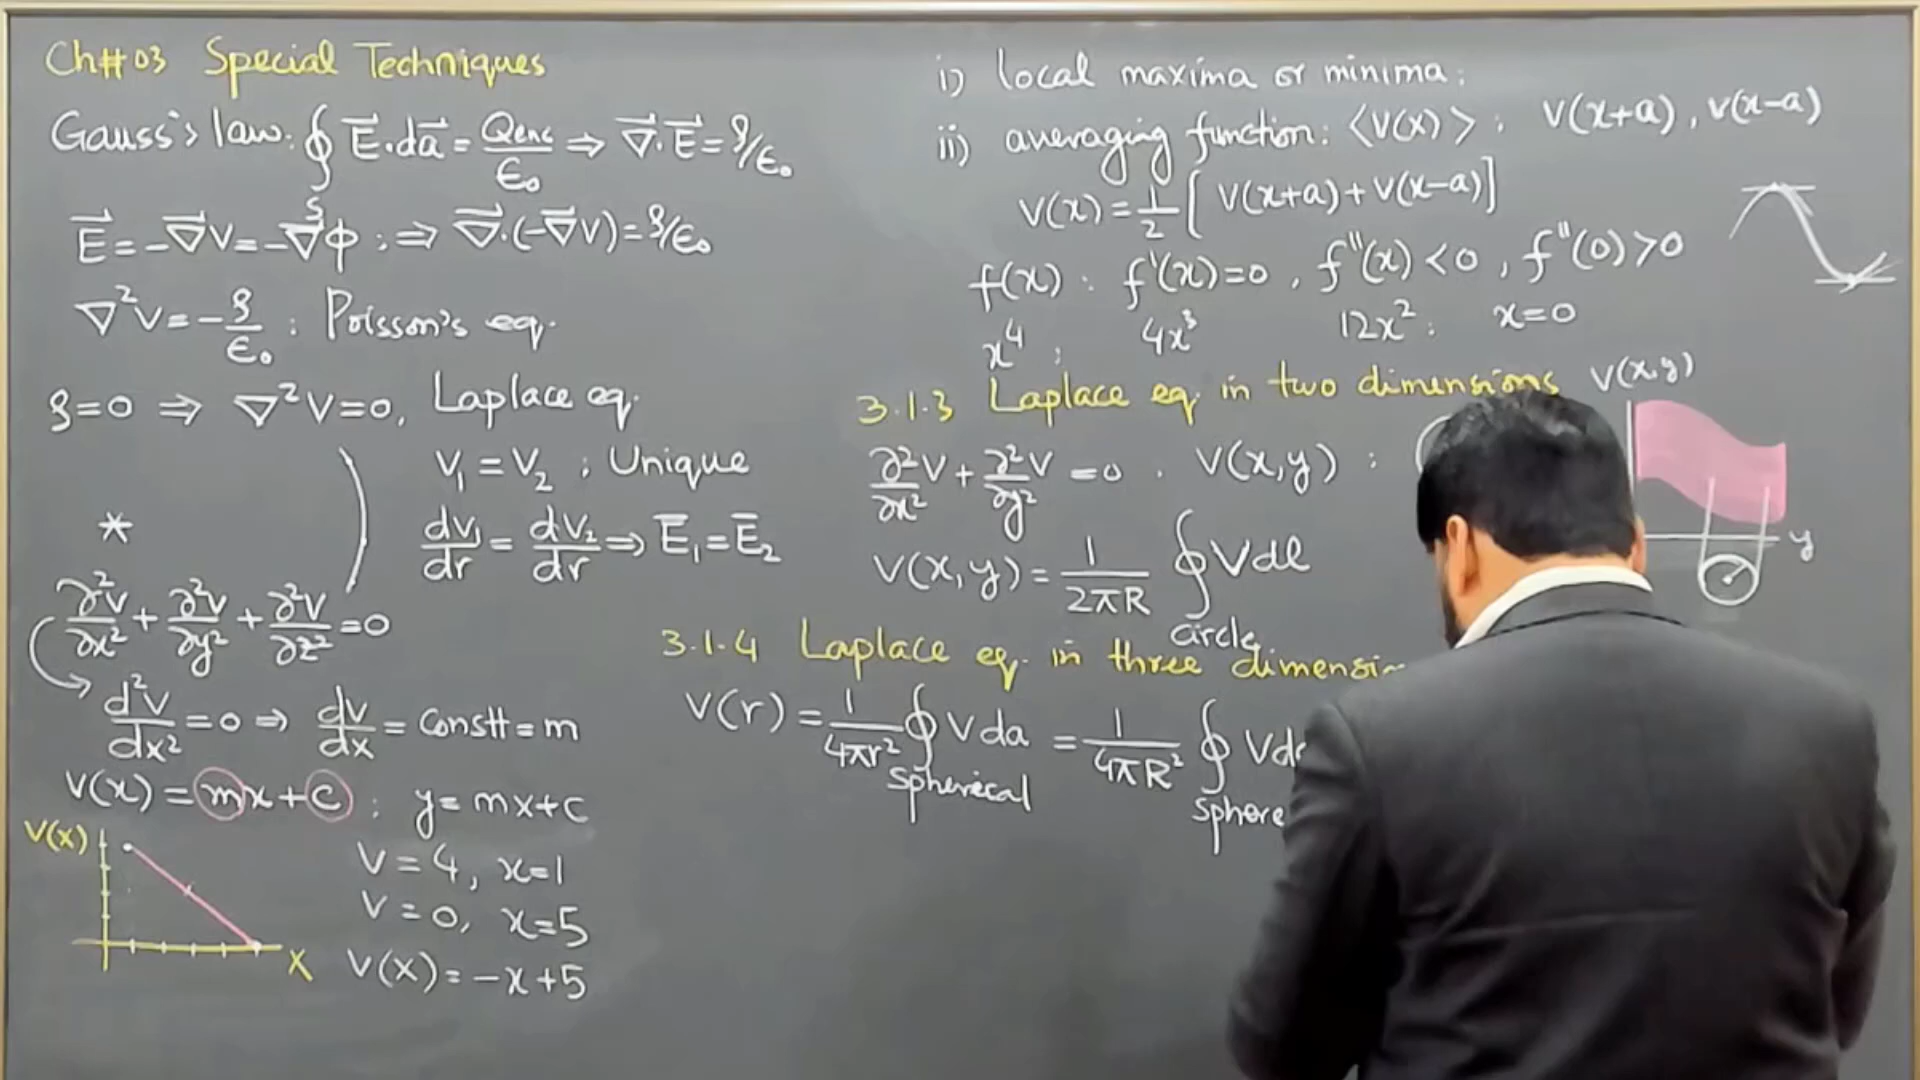 Ch#03 Special Techniques
Gauss's law: ∮ₛ E⃗·da⃗ = Qenc/ϵ₀ ⇒ ∇⃗·E⃗ = ρ/ϵ₀
E⃗ = -∇⃗V = -∇⃗ϕ : ⇒ ∇⃗·(-∇⃗V) = ρ/ϵ₀
∇²V = -ρ/ϵ₀ : Poisson's eq.
ρ=0 ⇒ ∇²V=0, Laplace eq.
V₁ = V₂ : Unique
*
dV₁/dr = dV₂/dr ⇒ E̅₁ = E̅₂
∂²V/∂x² + ∂²V/∂y² + ∂²V/∂z² = 0
d²V/dx² = 0 ⇒ dV/dx = Constt = m
V(x) = mx+c : y = mx+c
V = 4, x=1
V = 0, x=5
V(x) = -x+5
V(x)
X
i) local maxima or minima:
ii) averaging function: <V(x)> : V(x+a), V(x-a)
V(x) = 1/2 [V(x+a) + V(x-a)]
f(x) : f'(x)=0, f''(x)<0, f''(0)>0
x⁴ : 4x³ 12x² : x=0
3.1.3 Laplace eq. in two dimensions
∂²V/∂x² + ∂²V/∂y² = 0 . V(x,y) :
V(x,y) = 1/2πR ∮ Vdl
circle
V(x,y)
y
3.1.4 Laplace eq. in three
V(r) = 1/4πr² ∮ Vda = 1/4πR² ∮
spherical sphere